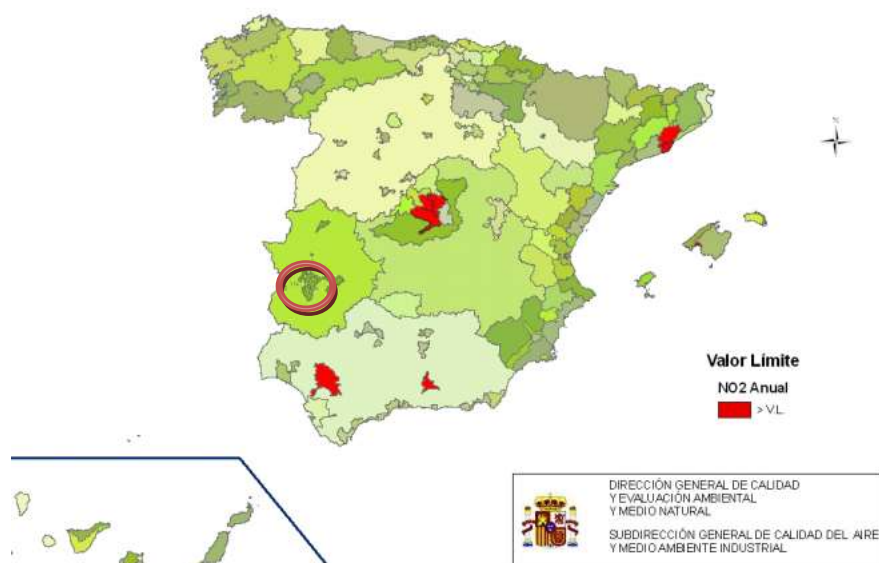 Valor Límite
NO2 Anual
> V.L.
DIRECCIÓN GENERAL DE CALIDAD
Y EVALUACIÓN AMBIENTAL
Y MEDIO NATURAL
SUBDIRECCIÓN GENERAL DE CALIDAD DEL AIRE
Y MEDIO AMBIENTE INDUSTRIAL